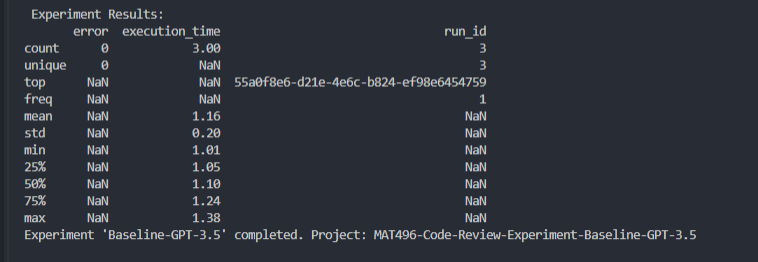 Experiment Results:
error execution_time run_id
count 0 3.00 3
unique 0 NaN 3
top NaN NaN 55a0f8e6-d21e-4e6c-b824-ef98e6454759
freq NaN NaN 1
mean NaN 1.16 NaN
std NaN 0.20 NaN
min NaN 1.01 NaN
25% NaN 1.05 NaN
50% NaN 1.10 NaN
75% NaN 1.24 NaN
max NaN 1.38 NaN
Experiment 'Baseline-GPT-3.5' completed. Project: MAT496-Code-Review-Experiment-Baseline-GPT-3.5